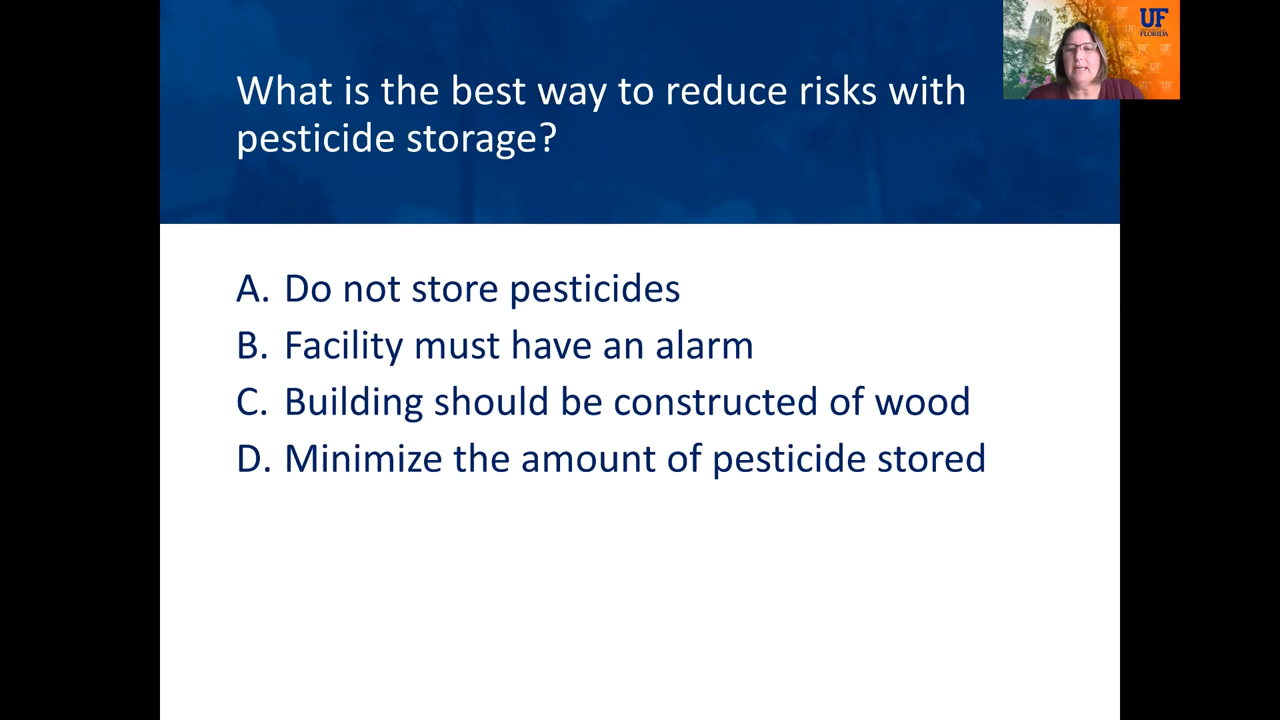 What is the best way to reduce risks with
pesticide storage?
UF
FLORIDA
A. Do not store pesticides
B. Facility must have an alarm
C. Building should be constructed of wood
D. Minimize the amount of pesticide stored